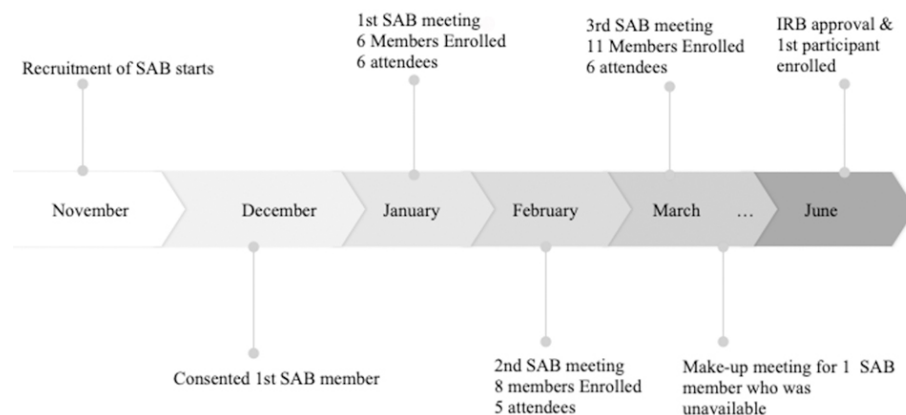 1st SAB meeting
6 Members Enrolled
6 attendees
3rd SAB meeting
11 Members Enrolled
6 attendees
IRB approval &
1st participant
enrolled
Recruitment of SAB starts
November
December
January
February
March ...
June
Consented 1st SAB member
2nd SAB meeting
8 members Enrolled
5 attendees
Make-up meeting for 1 SAB
member who was
unavailable